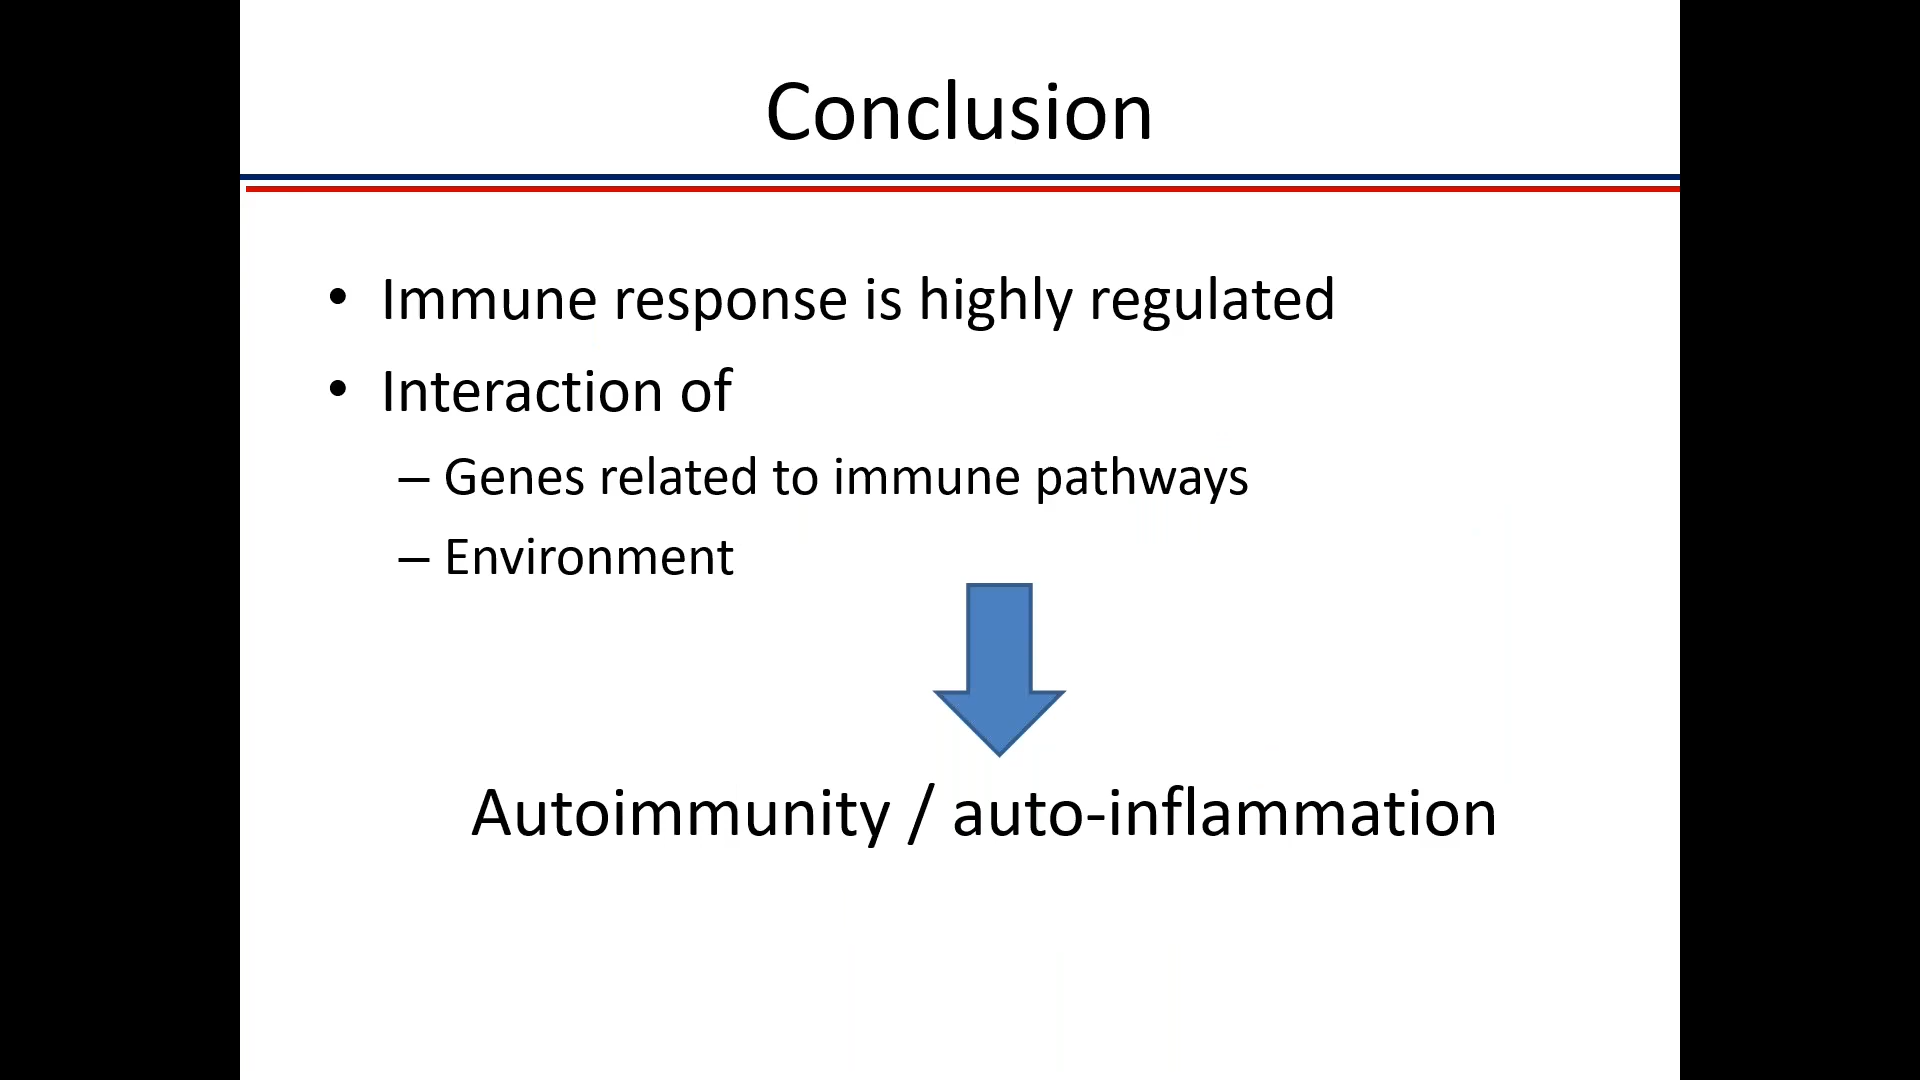 Conclusion
• Immune response is highly regulated
• Interaction of
– Genes related to immune pathways
– Environment
Autoimmunity / auto-inflammation